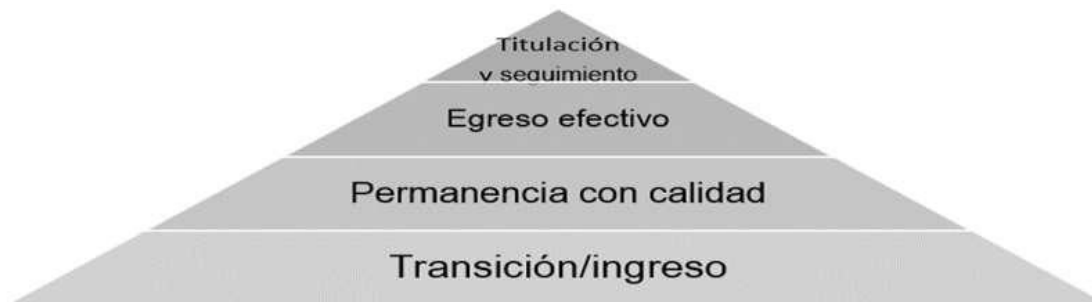 Titulación
y seguimiento
Egreso efectivo
Permanencia con calidad
Transición/ingreso